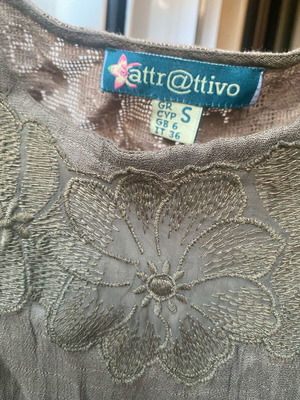 attr@ttivo
GR
CYP S
GB 6
IT 36